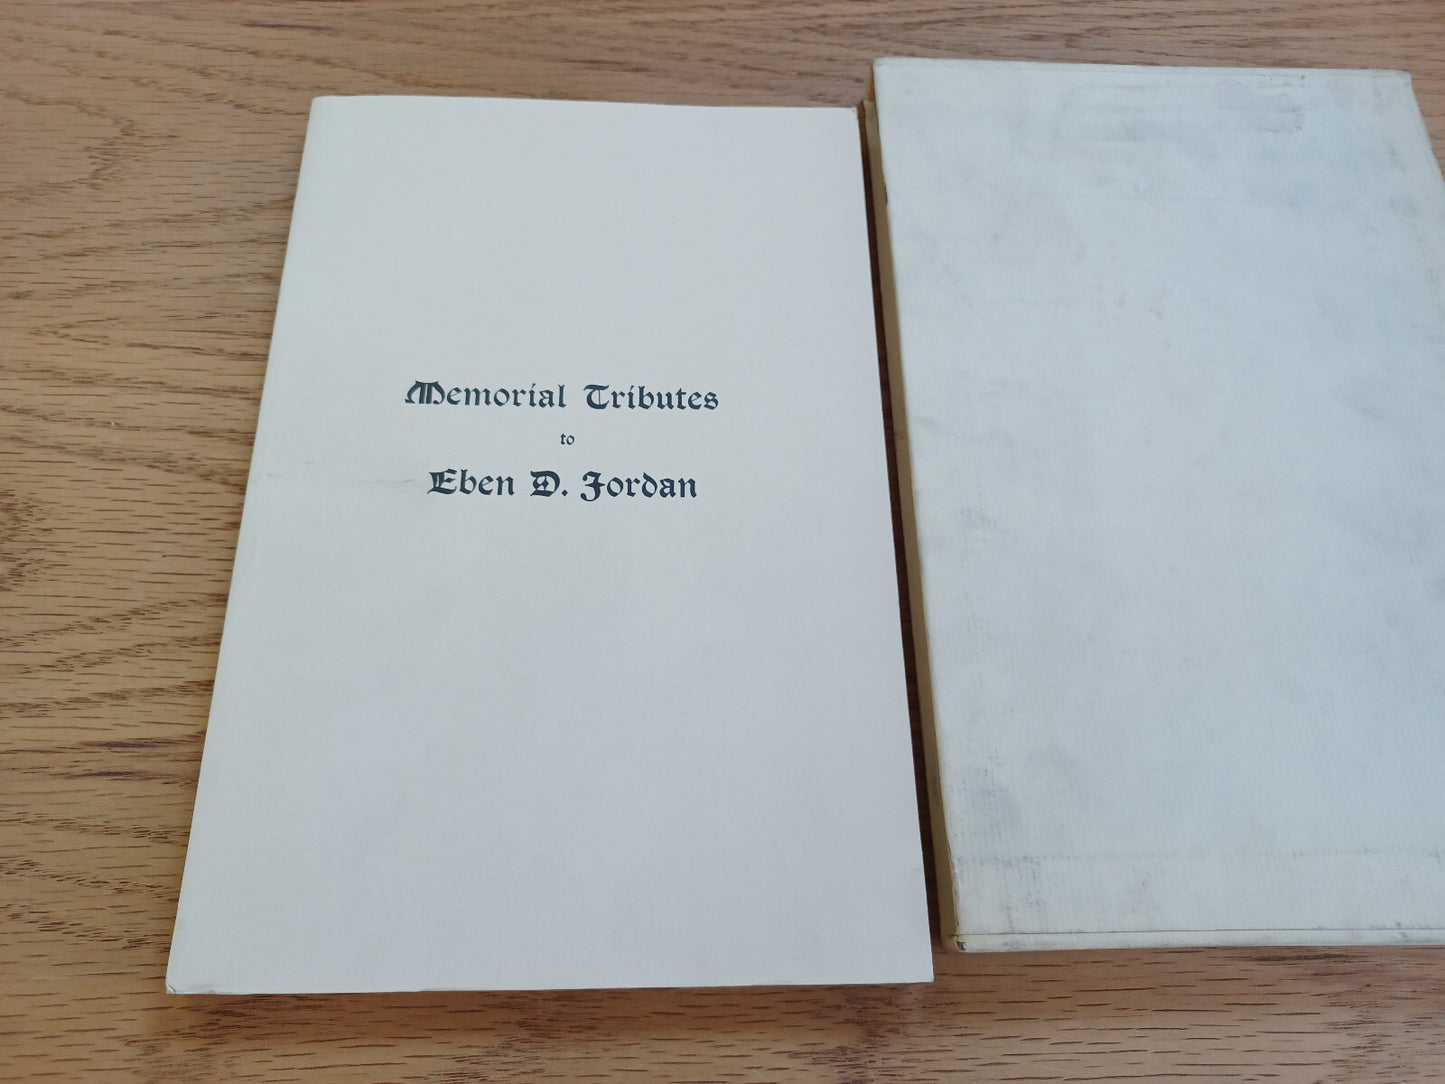 Memorial Tributes
to
Eben D. Jordan